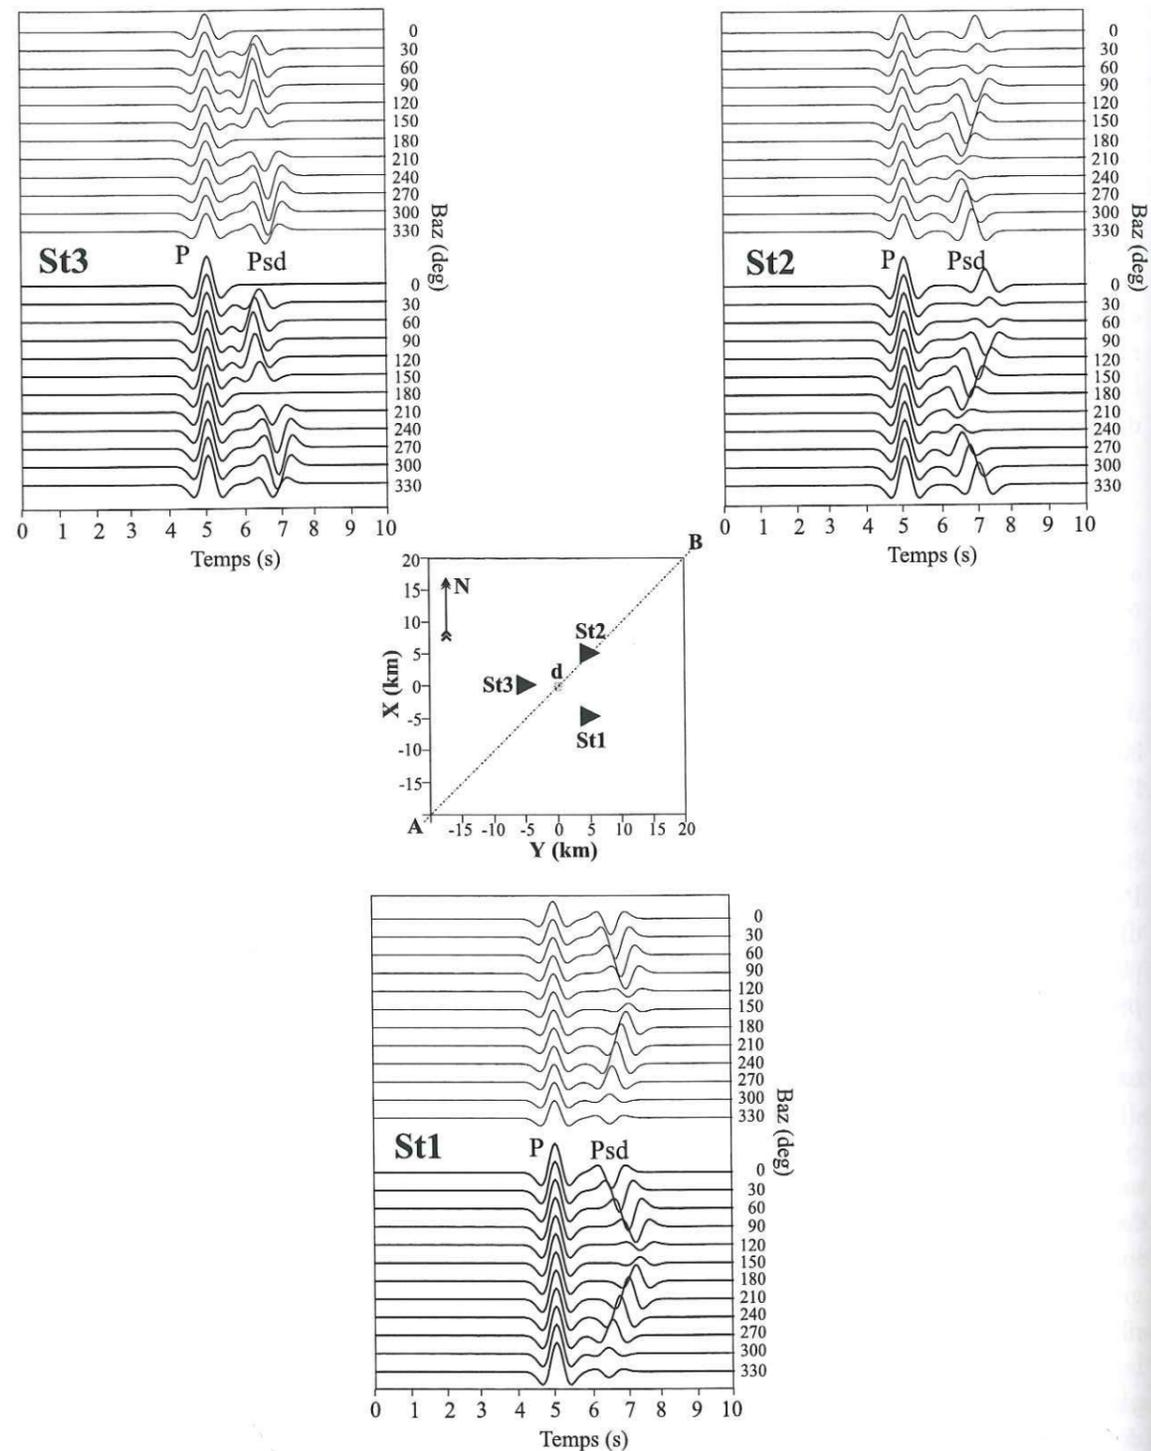 0
30
60
90
120
150
180
210
240
270
300
330
Baz (deg)
St3
P
Psd
0
30
60
90
120
150
180
210
240
270
300
330
0 1 2 3 4 5 6 7 8 9 10
Temps (s)
0
30
60
90
120
150
180
210
240
270
300
330
Baz (deg)
St2
P
Psd
0
30
60
90
120
150
180
210
240
270
300
330
0 1 2 3 4 5 6 7 8 9 10
Temps (s)
B
20
15
10
5
0
-5
-10
-15
X (km)
N
St2
d
St3
St1
A
-15 -10 -5 0 5 10 15 20
Y (km)
0
30
60
90
120
150
180
210
240
270
300
330
Baz (deg)
St1
P
Psd
0
30
60
90
120
150
180
210
240
270
300
330
0 1 2 3 4 5 6 7 8 9 10
Temps (s)